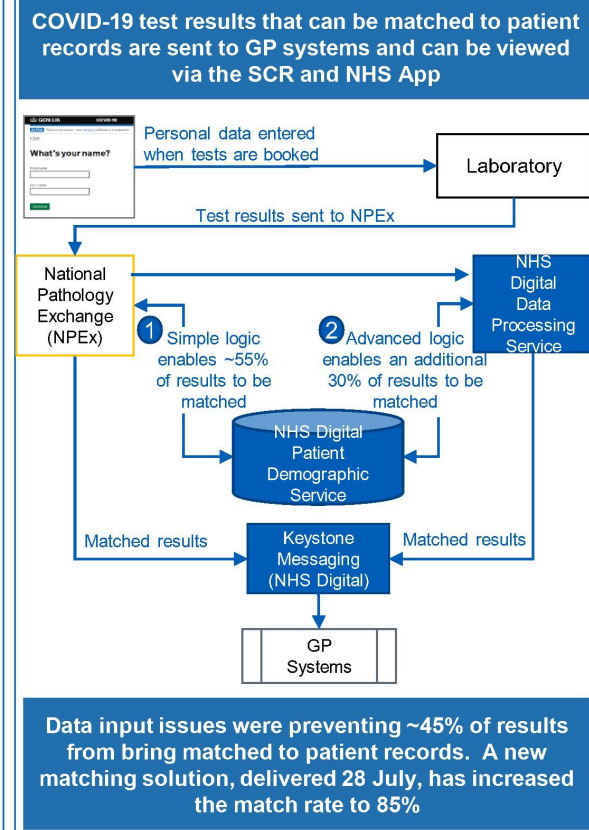 COVID-19 test results that can be matched to patient
records are sent to GP systems and can be viewed
via the SCR and NHS App
GOV.UK COVID-19
What's your name?
Personal data entered
when tests are booked
Laboratory
Test results sent to NPEx
National
Pathology
Exchange
(NPEx)
NHS
Digital
Data
Processing
Service
1 Simple logic
enables ~55%
of results to be
matched
2 Advanced logic
enables an additional
30% of results to be
matched
NHS Digital
Patient
Demographic
Service
Matched results
Keystone
Messaging
(NHS Digital)
Matched results
GP
Systems
Data input issues were preventing ~45% of results
from bring matched to patient records. A new
matching solution, delivered 28 July, has increased
the match rate to 85%